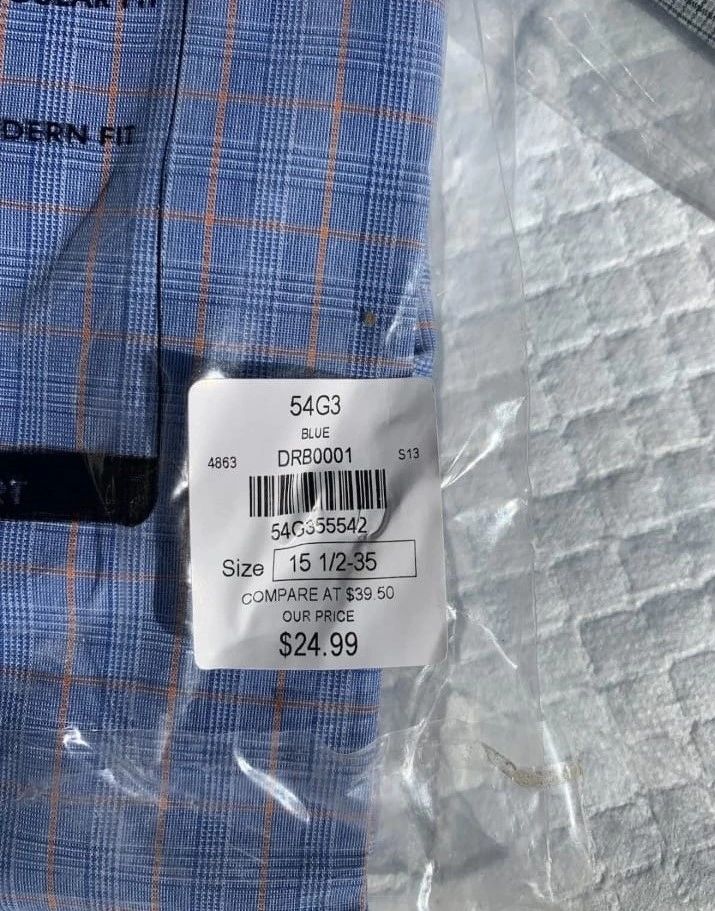 DERN FIT
54G3
BLUE
4863 DRB0001 S13
54G355542
Size 15 1/2-35
COMPARE AT $39.50
OUR PRICE
$24.99